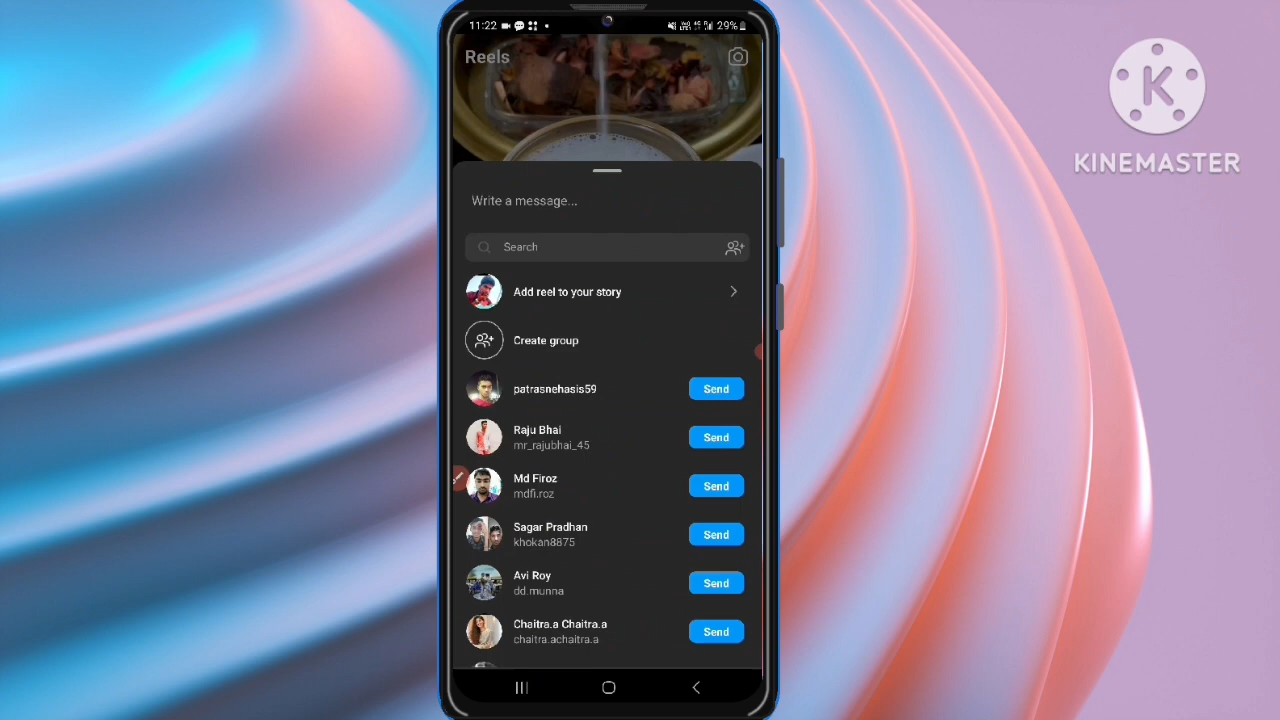 11:22
29%
Reels
Write a message...
Search
Add reel to your story
Create group
patrasnehasis59
Send
Raju Bhai
mr_rajubhai_45
Send
Md Firoz
mdfi.roz
Send
Sagar Pradhan
khokan8875
Send
Avi Roy
dd.munna
Send
Chaitra.a Chaitra.a
chaitra.achaitra.a
Send
K
KINEMASTER